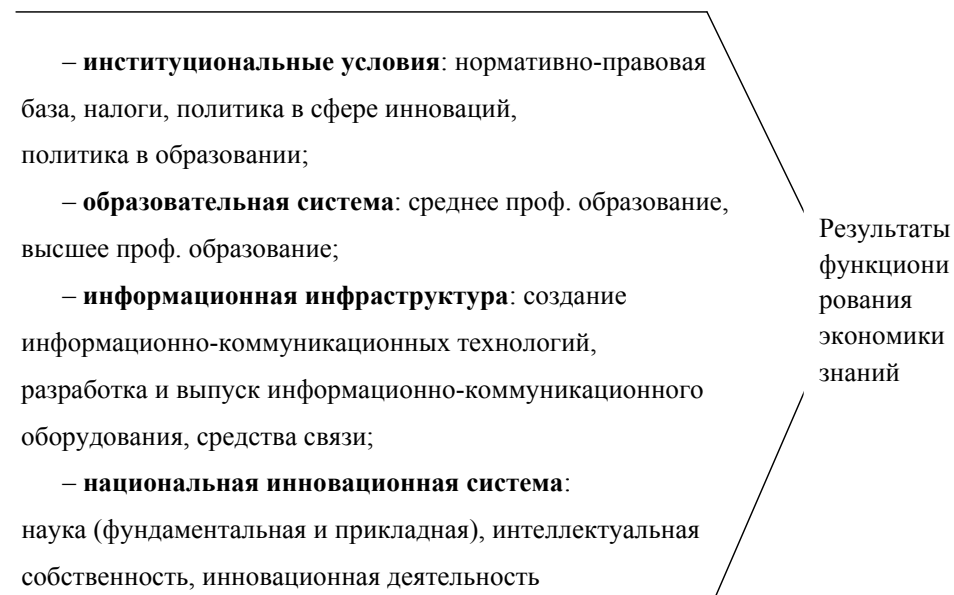 – институциональные условия: нормативно-правовая
база, налоги, политика в сфере инноваций,
политика в образовании;
– образовательная система: среднее проф. образование,
высшее проф. образование;
– информационная инфраструктура: создание
информационно-коммуникационных технологий,
разработка и выпуск информационно-коммуникационного
оборудования, средства связи;
– национальная инновационная система:
наука (фундаментальная и прикладная), интеллектуальная
собственность, инновационная деятельность
Результаты
функциони
рования
экономики
знаний